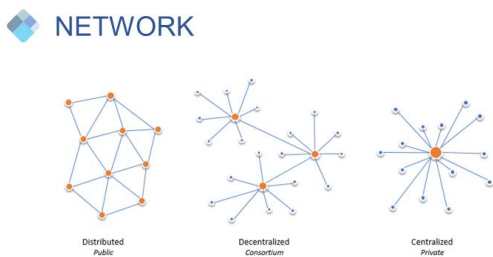 NETWORK
Distributed
Public
Decentralized
Consortium
Centralized
Private